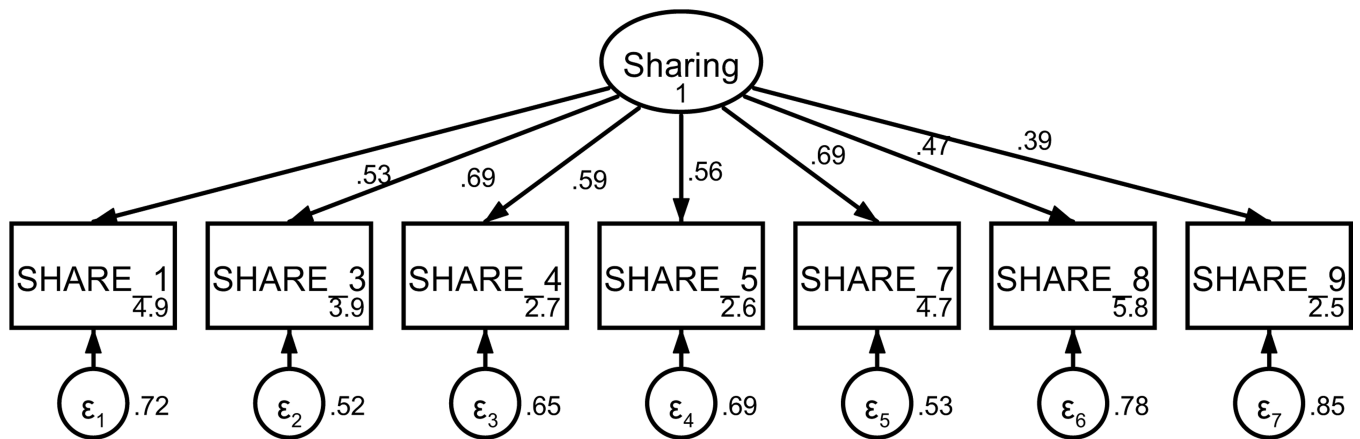 Sharing
1
.53 .69 .59 .56 .69 .47 .39
SHARE_1 SHARE_3 SHARE_4 SHARE_5 SHARE_7 SHARE_8 SHARE_9
4.9 3.9 2.7 2.6 4.7 5.8 2.5
ε₁ .72 ε₂ .52 ε₃ .65 ε₄ .69 ε₅ .53 ε₆ .78 ε₇ .85